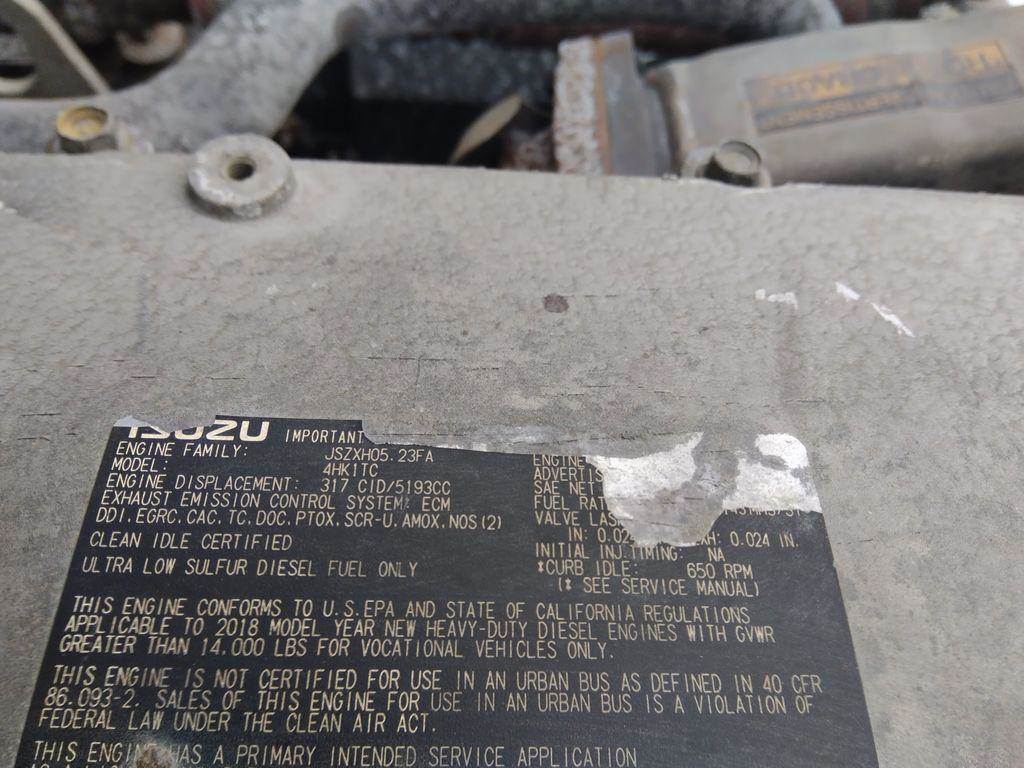 ISUZU IMPORTANT
ENGINE FAMILY: JSZXH05.23FA
MODEL: 4HK1TC
ENGINE DISPLACEMENT: 317 CID/5193CC
EXHAUST EMISSION CONTROL SYSTEM: ECM
DDI,EGRC,CAC,TC,DOC,PTOX,SCR-U,AMOX,NOS(2)
CLEAN IDLE CERTIFIED
ULTRA LOW SULFUR DIESEL FUEL ONLY
ENGINE
ADVERTIS
SAE NET
FUEL RAT
VALVE LAS
IN: 0.02 XH: 0.024 IN.
INITIAL INJ.TIMING: NA
*CURB IDLE: 650 RPM
(* SEE SERVICE MANUAL)
THIS ENGINE CONFORMS TO U.S.EPA AND STATE OF CALIFORNIA REGULATIONS
APPLICABLE TO 2018 MODEL YEAR NEW HEAVY-DUTY DIESEL ENGINES WITH GVWR
GREATER THAN 14,000 LBS FOR VOCATIONAL VEHICLES ONLY.
THIS ENGINE IS NOT CERTIFIED FOR USE IN AN URBAN BUS AS DEFINED IN 40 CFR
86.093-2. SALES OF THIS ENGINE FOR USE IN AN URBAN BUS IS A VIOLATION OF
FEDERAL LAW UNDER THE CLEAN AIR ACT.
THIS ENGINE HAS A PRIMARY INTENDED SERVICE APPLICATION